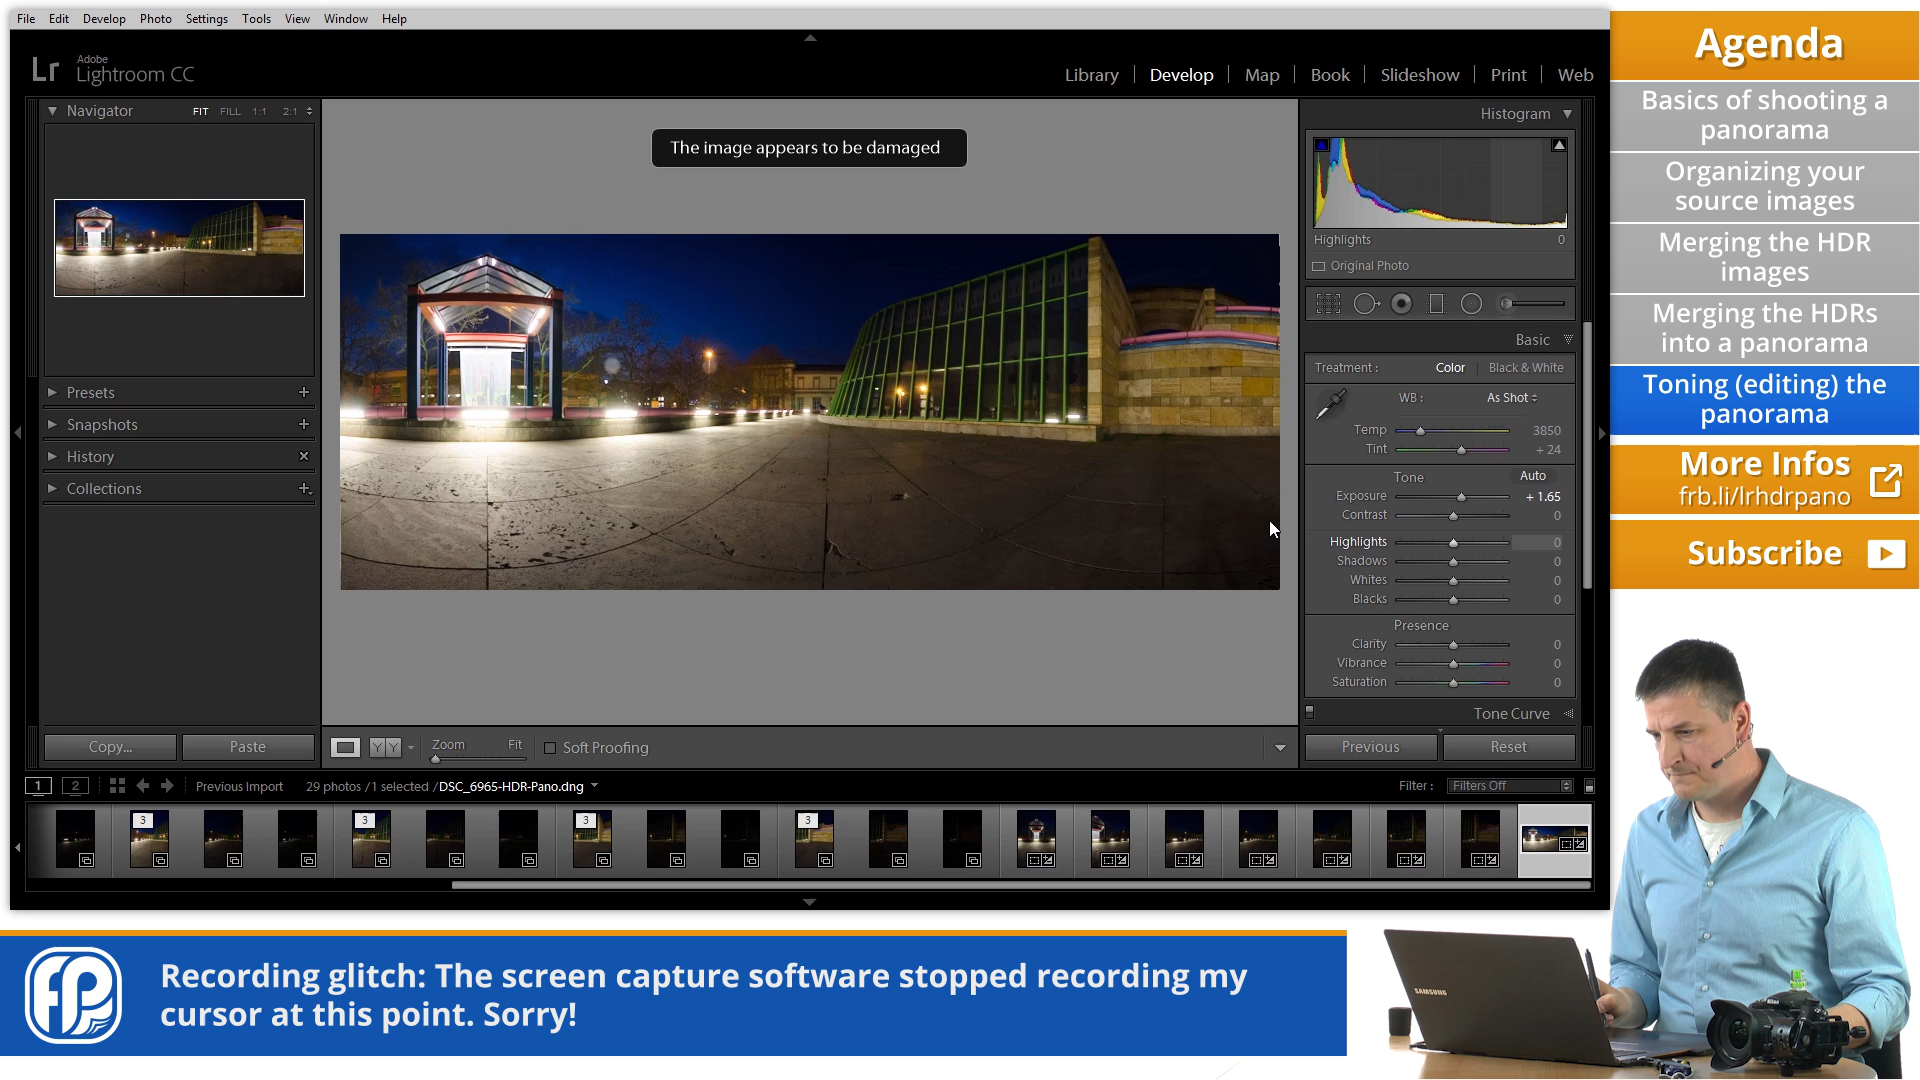 File Edit Develop Photo Settings Tools View Window Help
Lr Adobe Lightroom CC
Library Develop Map Book Slideshow Print Web
Navigator FIT FILL 1:1 2:1
The image appears to be damaged
Presets
Snapshots
History
Collections
Copy... Paste
Zoom Fit Soft Proofing
Histogram
Highlights 0
Original Photo
Basic
Treatment : Color Black & White
WB : As Shot
Temp 3850
Tint + 24
Tone Auto
Exposure + 1.65
Contrast 0
Highlights 0
Shadows 0
Whites 0
Blacks 0
Presence
Clarity 0
Vibrance 0
Saturation 0
Tone Curve
Previous Reset
1 2 Previous Import 29 photos /1 selected /DSC_6965-HDR-Pano.dng Filter : Filters Off
3 3 3 3
Agenda
Basics of shooting a
panorama
Organizing your
source images
Merging the HDR
images
Merging the HDRs
into a panorama
Toning (editing) the
panorama
More Infos
frb.li/lrhdrpano
Subscribe
FP
Recording glitch: The screen capture software stopped recording my
cursor at this point. Sorry!
SAMSUNG
Nikon